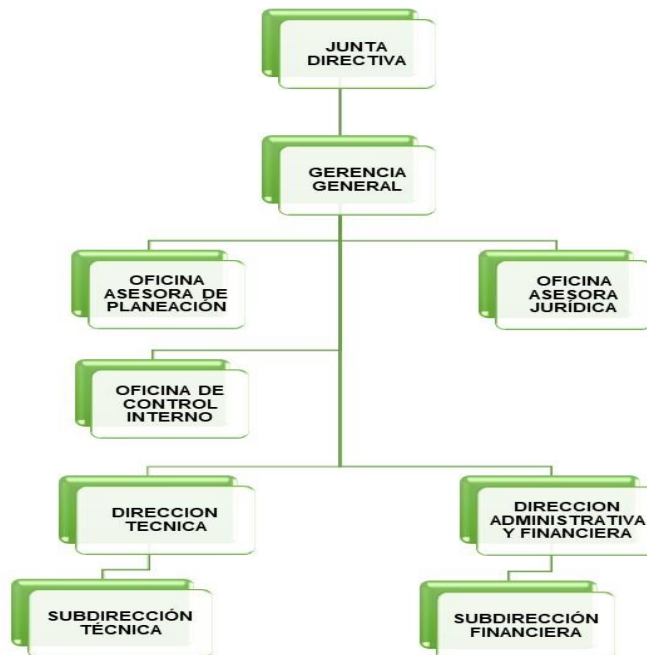 JUNTA
DIRECTIVA
GERENCIA
GENERAL
OFICINA
ASESORA DE
PLANEACIÓN
OFICINA
ASESORA
JURÍDICA
OFICINA DE
CONTROL
INTERNO
DIRECCION
TECNICA
DIRECCION
ADMINISTRATIVA
Y FINANCIERA
SUBDIRECCIÓN
TÉCNICA
SUBDIRECCIÓN
FINANCIERA